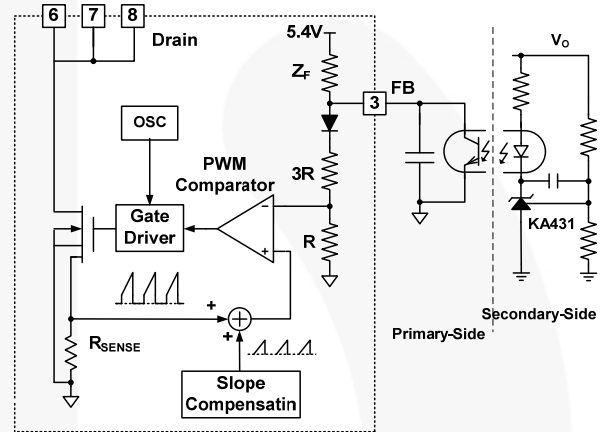 6 7 8
Drain
5.4V
ZF
3 FB
VO
OSC
PWM
Comparator
3R
Gate
Driver
−
+
R
KA431
+
+
+
RSENSE
Slope
Compensatin
Primary-Side
Secondary-Side